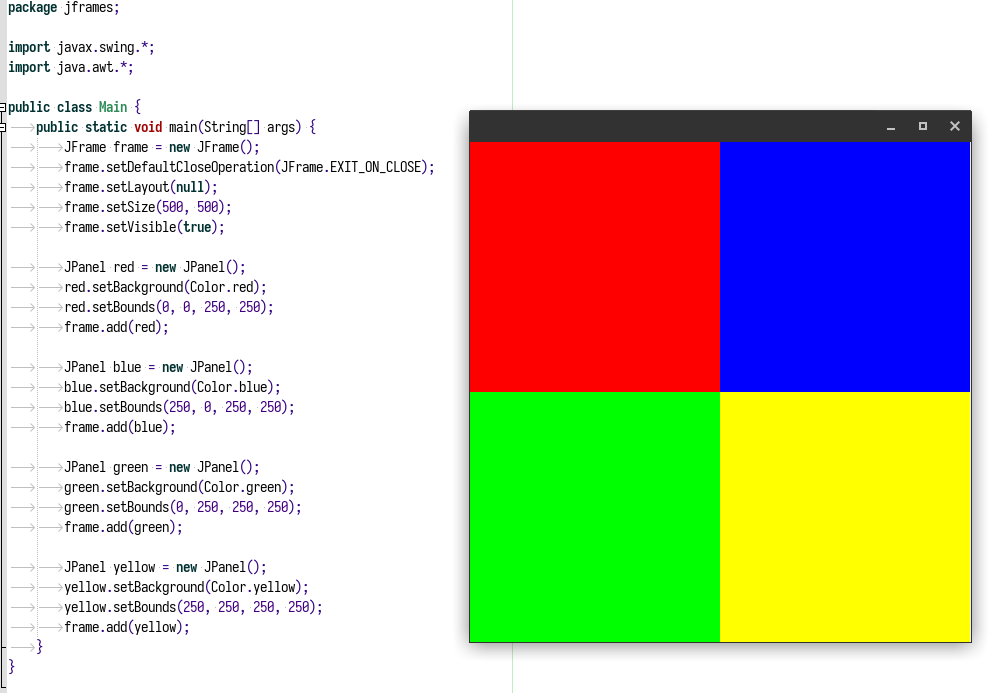 package jframes;
import javax.swing.*;
import java.awt.*;
public class Main {
public static void main(String[] args) {
JFrame frame = new JFrame();
frame.setDefaultCloseOperation(JFrame.EXIT_ON_CLOSE);
frame.setLayout(null);
frame.setSize(500, 500);
frame.setVisible(true);
JPanel red = new JPanel();
red.setBackground(Color.red);
red.setBounds(0, 0, 250, 250);
frame.add(red);
JPanel blue = new JPanel();
blue.setBackground(Color.blue);
blue.setBounds(250, 0, 250, 250);
frame.add(blue);
JPanel green = new JPanel();
green.setBackground(Color.green);
green.setBounds(0, 250, 250, 250);
frame.add(green);
JPanel yellow = new JPanel();
yellow.setBackground(Color.yellow);
yellow.setBounds(250, 250, 250, 250);
frame.add(yellow);
}
}